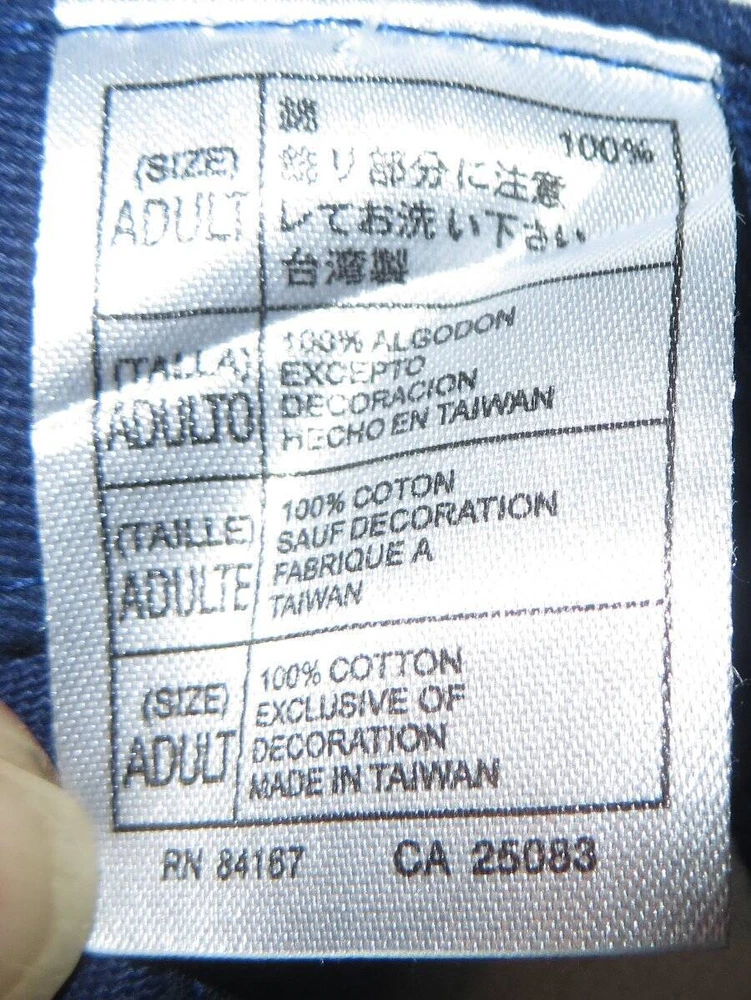 (SIZE)
ADULT
綿 100%
飾り部分に注意
してお洗い下さい
台湾製
(TALLA)
ADULTO
100% ALGODON
EXCEPTO
DECORACION
HECHO EN TAIWAN
(TAILLE)
ADULTE
100% COTON
SAUF DECORATION
FABRIQUE A
TAIWAN
(SIZE)
ADULT
100% COTTON
EXCLUSIVE OF
DECORATION
MADE IN TAIWAN
RN 84167 CA 25083